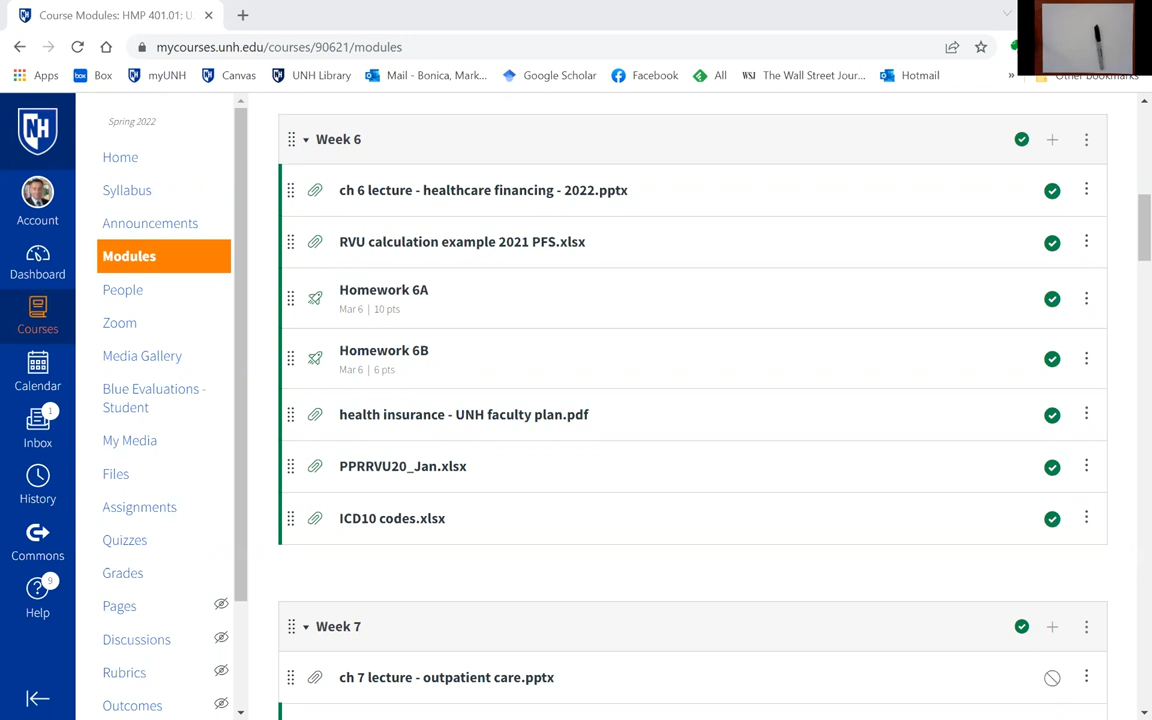 Course Modules: HMP 401.01: U
mycourses.unh.edu/courses/90621/modules
Apps
Box
myUNH
Canvas
UNH Library
Mail - Bonica, Mark...
Google Scholar
Facebook
All
WSJ
The Wall Street Jour...
Hotmail
»
Other bookmarks
NH
Account
Dashboard
Courses
Calendar
1
Inbox
History
Commons
9
Help
Spring 2022
Home
Syllabus
Announcements
Modules
People
Zoom
Media Gallery
Blue Evaluations -
Student
My Media
Files
Assignments
Quizzes
Grades
Pages
Discussions
Rubrics
Outcomes
Week 6
ch 6 lecture - healthcare financing - 2022.pptx
RVU calculation example 2021 PFS.xlsx
Homework 6A
Mar 6 | 10 pts
Homework 6B
Mar 6 | 6 pts
health insurance - UNH faculty plan.pdf
PPRRVU20_Jan.xlsx
ICD10 codes.xlsx
Week 7
ch 7 lecture - outpatient care.pptx